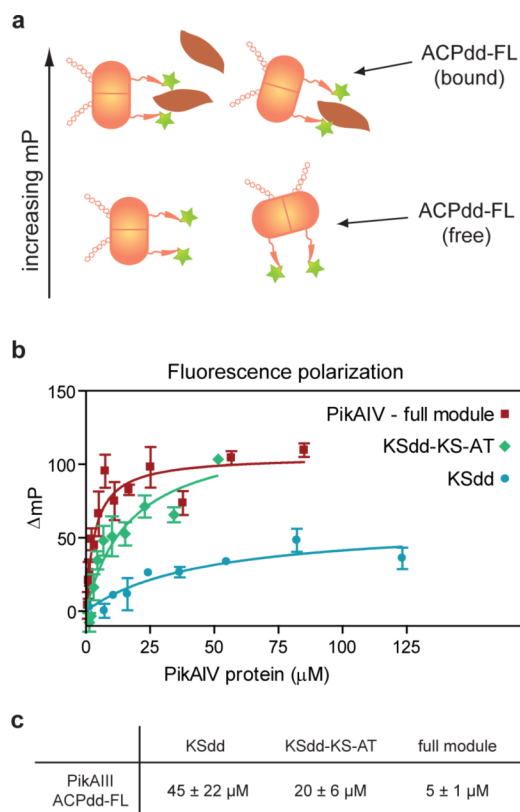 a
increasing mP
ACPdd-FL
(bound)
ACPdd-FL
(free)
b
Fluorescence polarization
150
100
50
0
ΔmP
PikAIV - full module
KSdd-KS-AT
KSdd
0
25
50
75
100
125
PikAIV protein (μM)
c
KSdd KSdd-KS-AT full module
PikAIII
ACPdd-FL
45 ± 22 μM 20 ± 6 μM 5 ± 1 μM